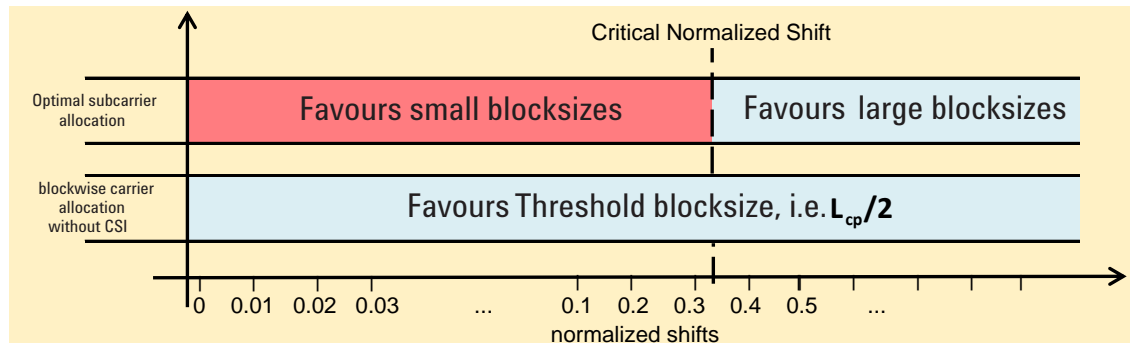 Critical Normalized Shift
Optimal subcarrier
allocation
Favours small blocksizes
Favours large blocksizes
blockwise carrier
allocation
without CSI
Favours Threshold blocksize, i.e. Lcp/2
0 0.01 0.02 0.03 ... 0.1 0.2 0.3 0.4 0.5 ...
normalized shifts